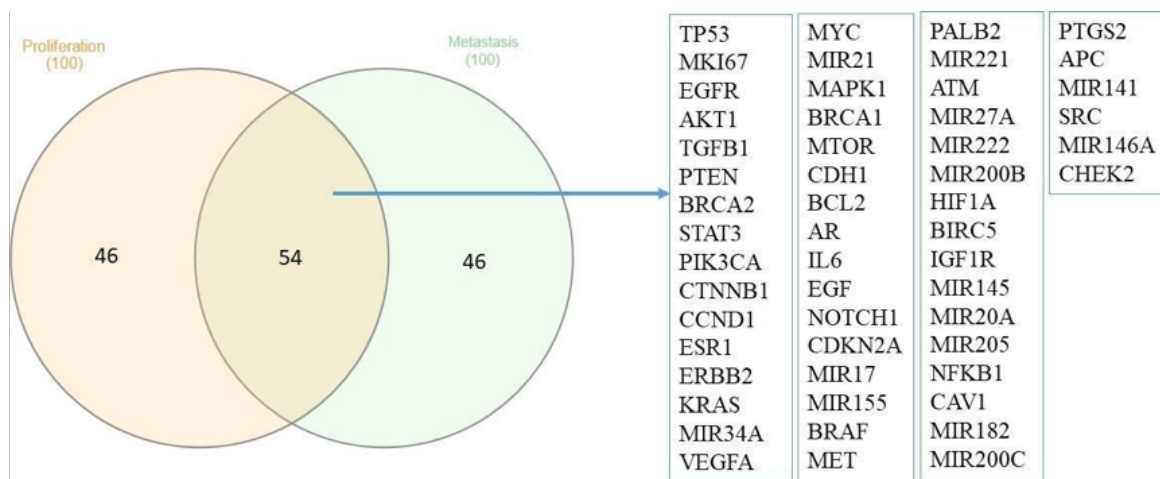 Proliferation
(100)
Metastasis
(100)
46
54
46
TP53
MKI67
EGFR
AKT1
TGFB1
PTEN
BRCA2
STAT3
PIK3CA
CTNNB1
CCND1
ESR1
ERBB2
KRAS
MIR34A
VEGFA
MYC
MIR21
MAPK1
BRCA1
MTOR
CDH1
BCL2
AR
IL6
EGF
NOTCH1
CDKN2A
MIR17
MIR155
BRAF
MET
PALB2
MIR221
ATM
MIR27A
MIR222
MIR200B
HIF1A
BIRC5
IGF1R
MIR145
MIR20A
MIR205
NFKB1
CAV1
MIR182
MIR200C
PTGS2
APC
MIR141
SRC
MIR146A
CHEK2